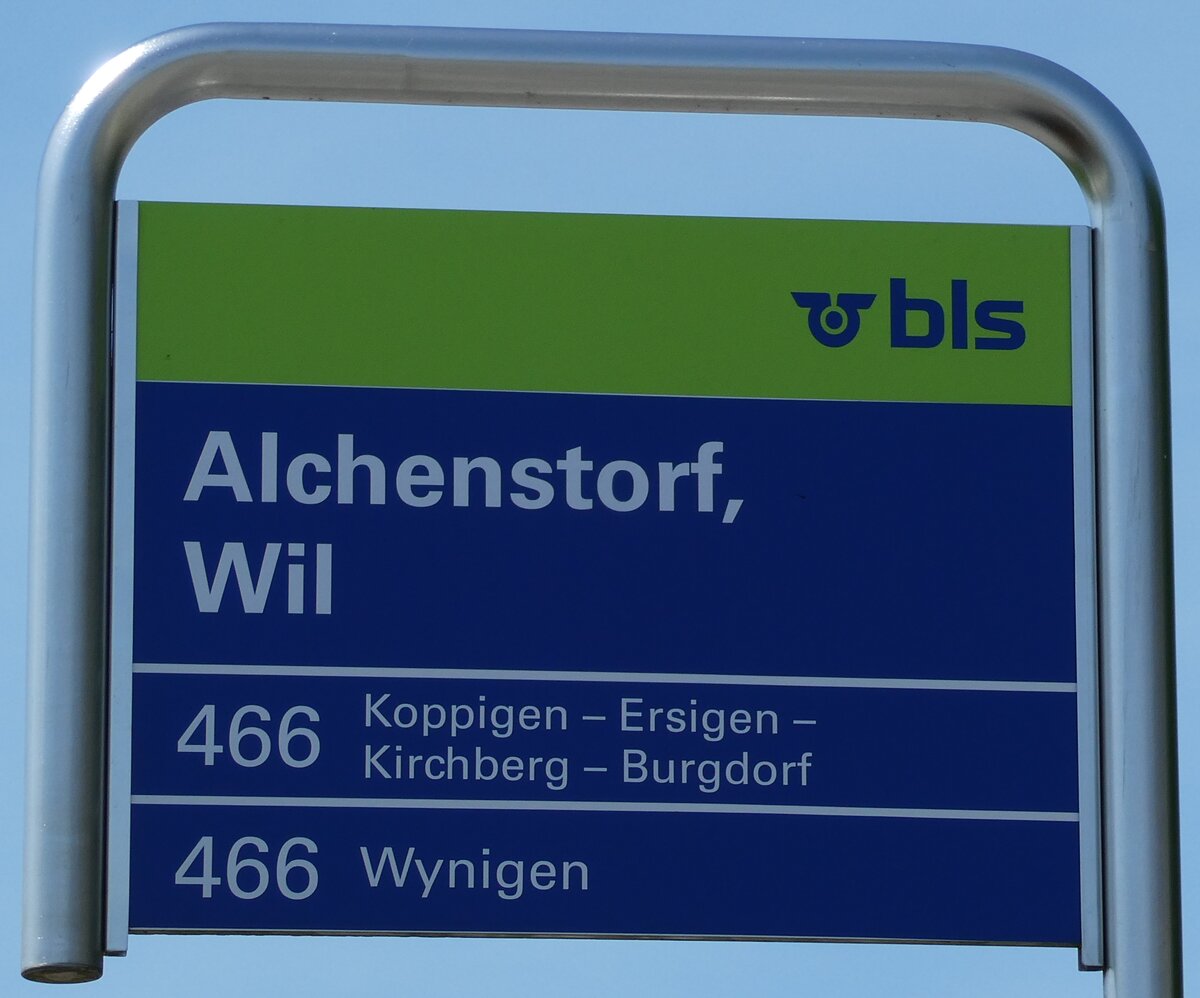 bls
Alchenstorf,
Wil
466 Koppigen – Ersigen –
Kirchberg – Burgdorf
466 Wynigen